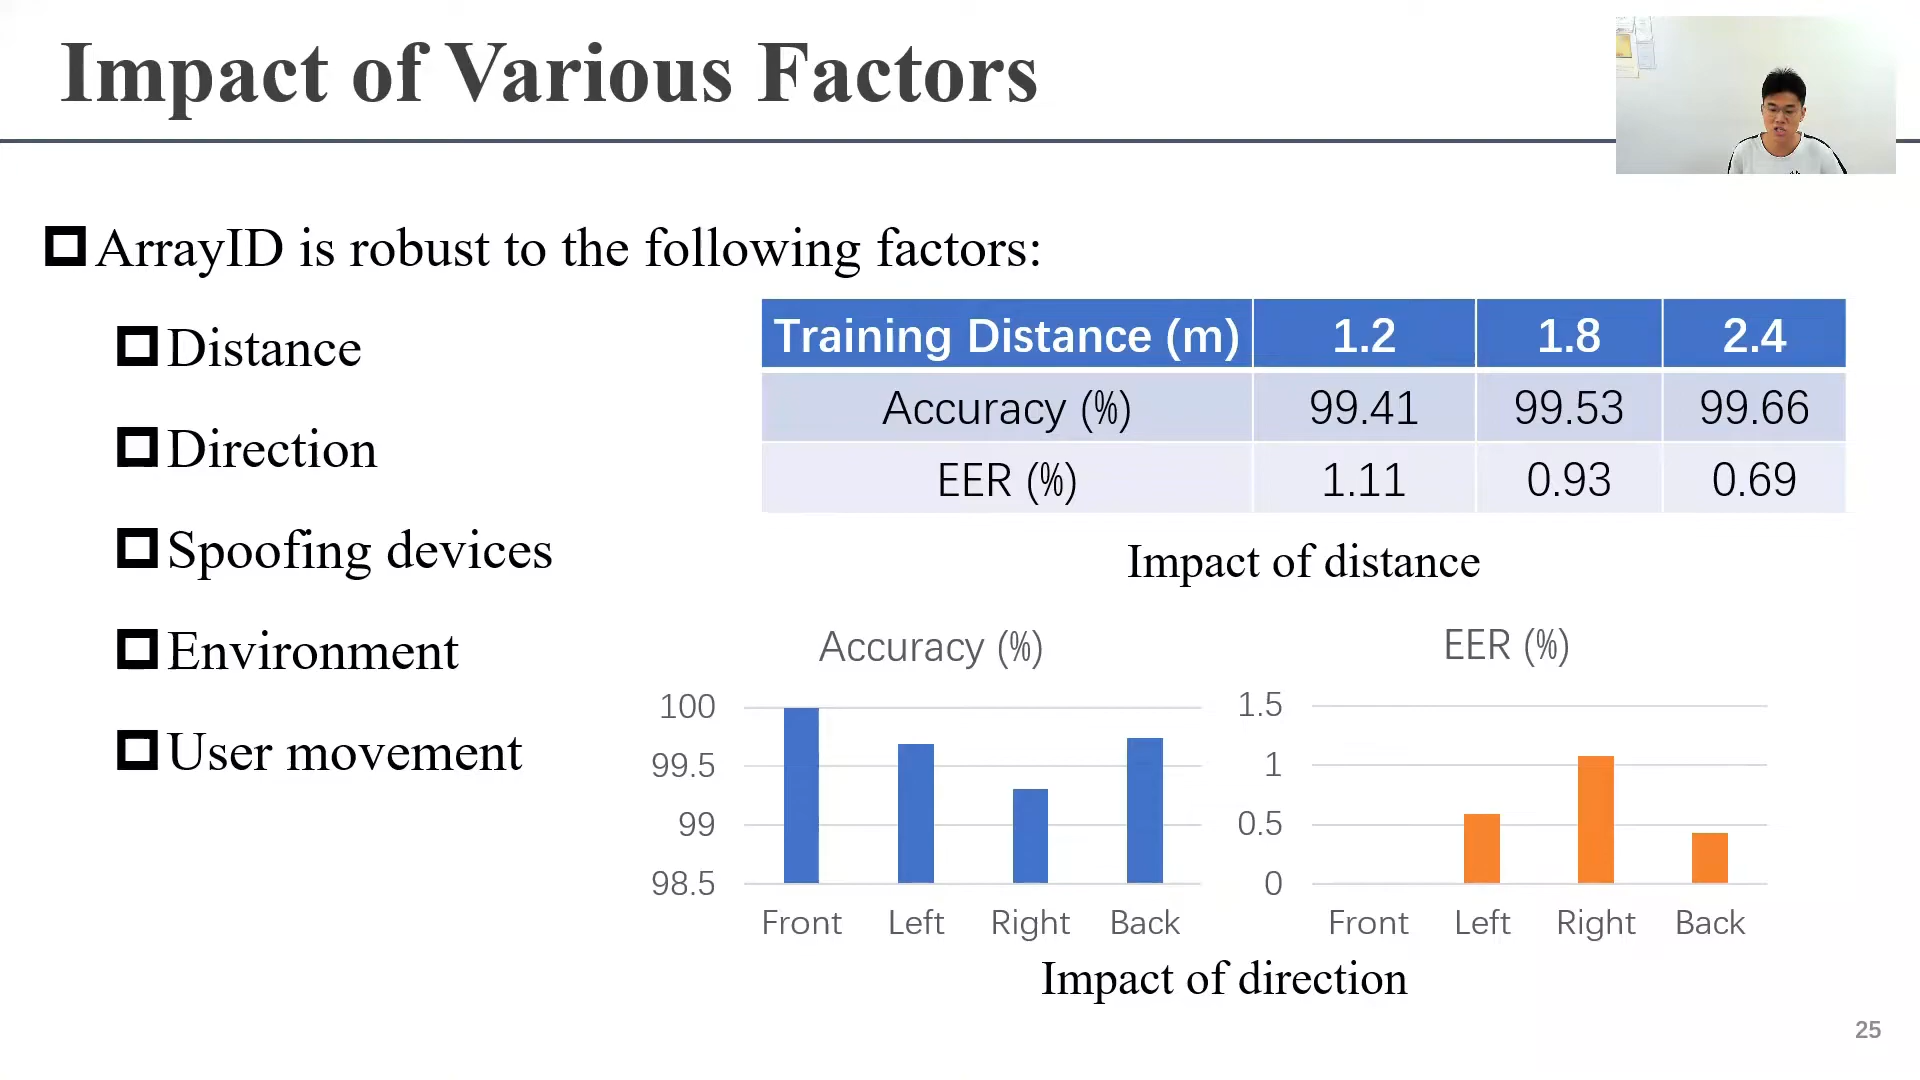 Impact of Various Factors
ArrayID is robust to the following factors:
Distance
Direction
Spoofing devices
Environment
User movement
Training Distance (m) 1.2 1.8 2.4
Accuracy (%) 99.41 99.53 99.66
EER (%) 1.11 0.93 0.69
Impact of distance
Accuracy (%)
100
99.5
99
98.5
Front Left Right Back
EER (%)
1.5
1
0.5
0
Front Left Right Back
Impact of direction
25